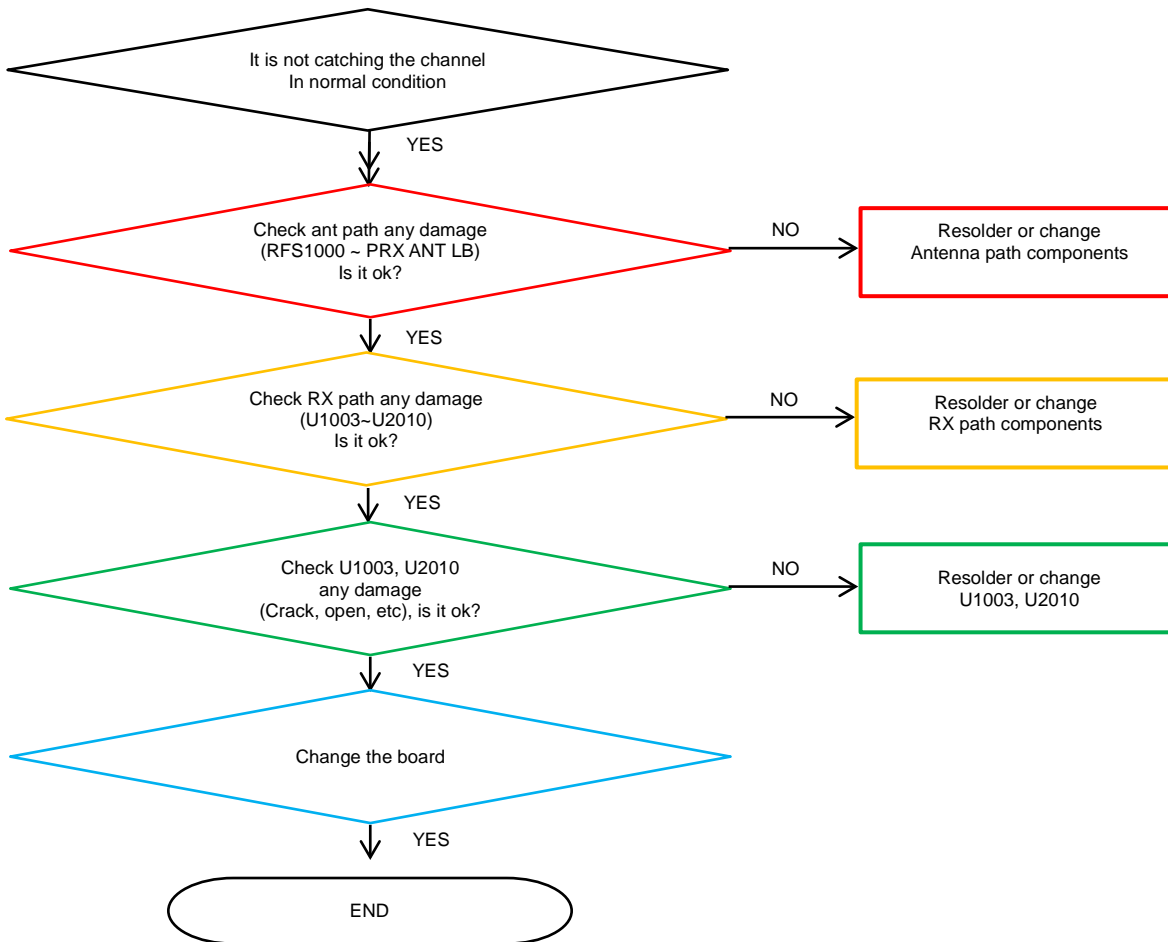 It is not catching the channel
In normal condition
YES
Check ant path any damage
(RFS1000 ~ PRX ANT LB)
Is it ok?
NO
Resolder or change
Antenna path components
YES
Check RX path any damage
(U1003~U2010)
Is it ok?
NO
Resolder or change
RX path components
YES
Check U1003, U2010
any damage
(Crack, open, etc), is it ok?
NO
Resolder or change
U1003, U2010
YES
Change the board
YES
END